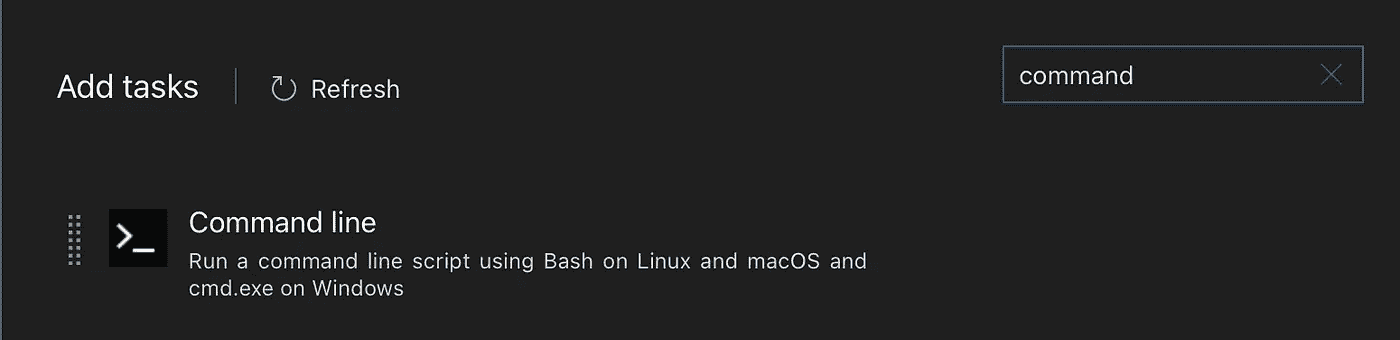 Add tasks
Refresh
command
Command line
Run a command line script using Bash on Linux and macOS and
cmd.exe on Windows